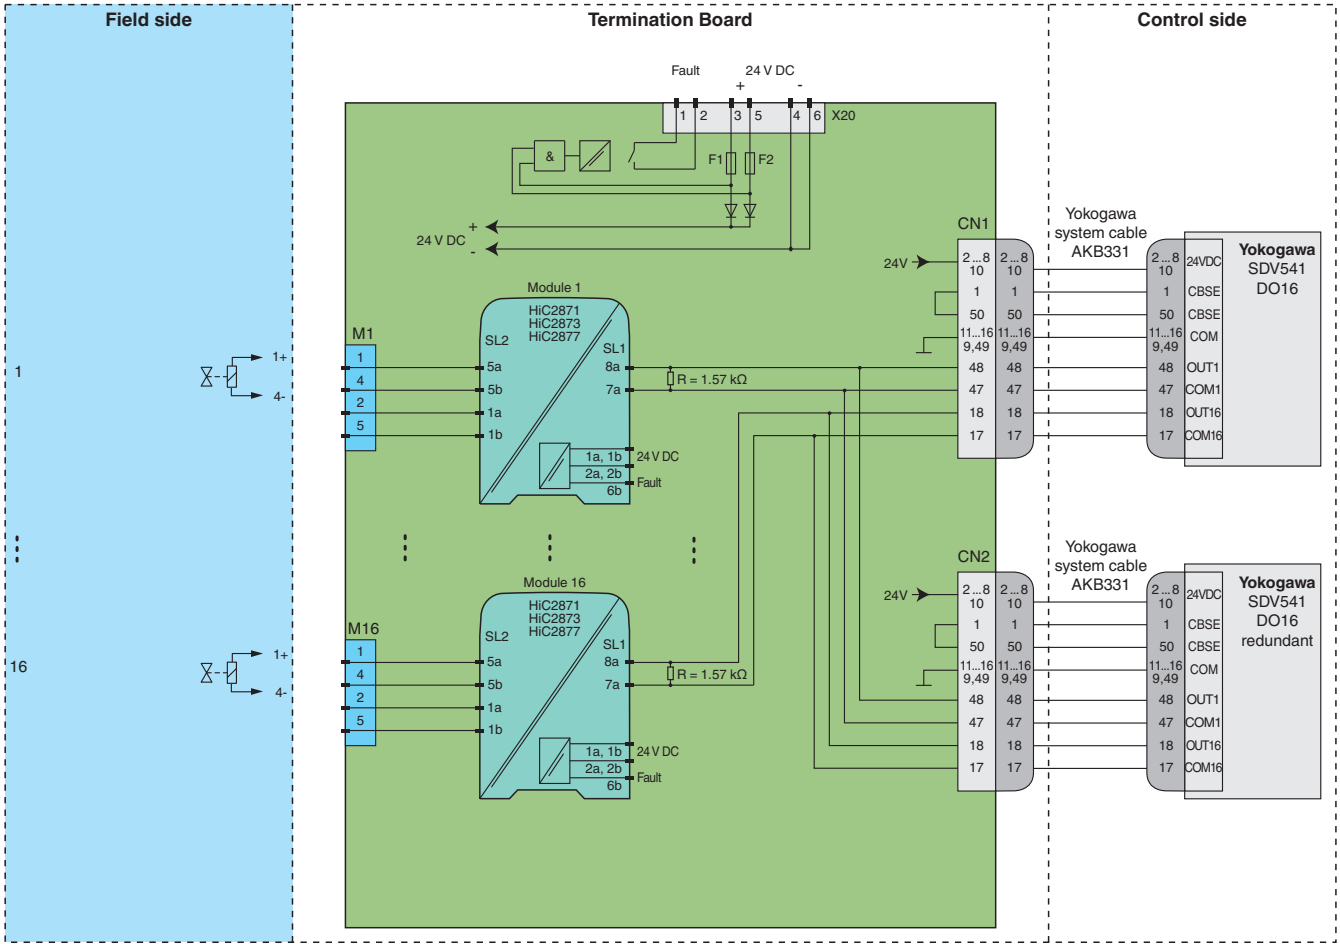 Field side
Termination Board
Control side
Fault
24 V DC
+
-
1
2
3
5
4
6
X20
&
F1
F2
24 V DC
+
-
Module 1
HiC2871
HiC2873
HiC2877
SL2
SL1
M1
1
4
2
5
5a
5b
1a
1b
8a
7a
R = 1.57 kΩ
1a, 1b
2a, 2b
6b
24 V DC
Fault
1
1+
4-
Module 16
HiC2871
HiC2873
HiC2877
SL2
SL1
M16
1
4
2
5
5a
5b
1a
1b
8a
7a
R = 1.57 kΩ
1a, 1b
2a, 2b
6b
24 V DC
Fault
16
1+
4-
CN1
24V
2 ... 8
10
1
50
11...16
9,49
48
47
18
17
2 ... 8
10
1
50
11...16
9,49
48
47
18
17
Yokogawa
system cable
AKB331
2 ... 8
10
1
50
11...16
9,49
48
47
18
17
24VDC
CBSE
CBSE
COM
OUT1
COM1
OUT16
COM16
Yokogawa
SDV541
DO16
CN2
24V
2 ... 8
10
1
50
11...16
9,49
48
47
18
17
2 ... 8
10
1
50
11...16
9,49
48
47
18
17
Yokogawa
system cable
AKB331
2 ... 8
10
1
50
11...16
9,49
48
47
18
17
24VDC
CBSE
CBSE
COM
OUT1
COM1
OUT16
COM16
Yokogawa
SDV541
DO16
redundant